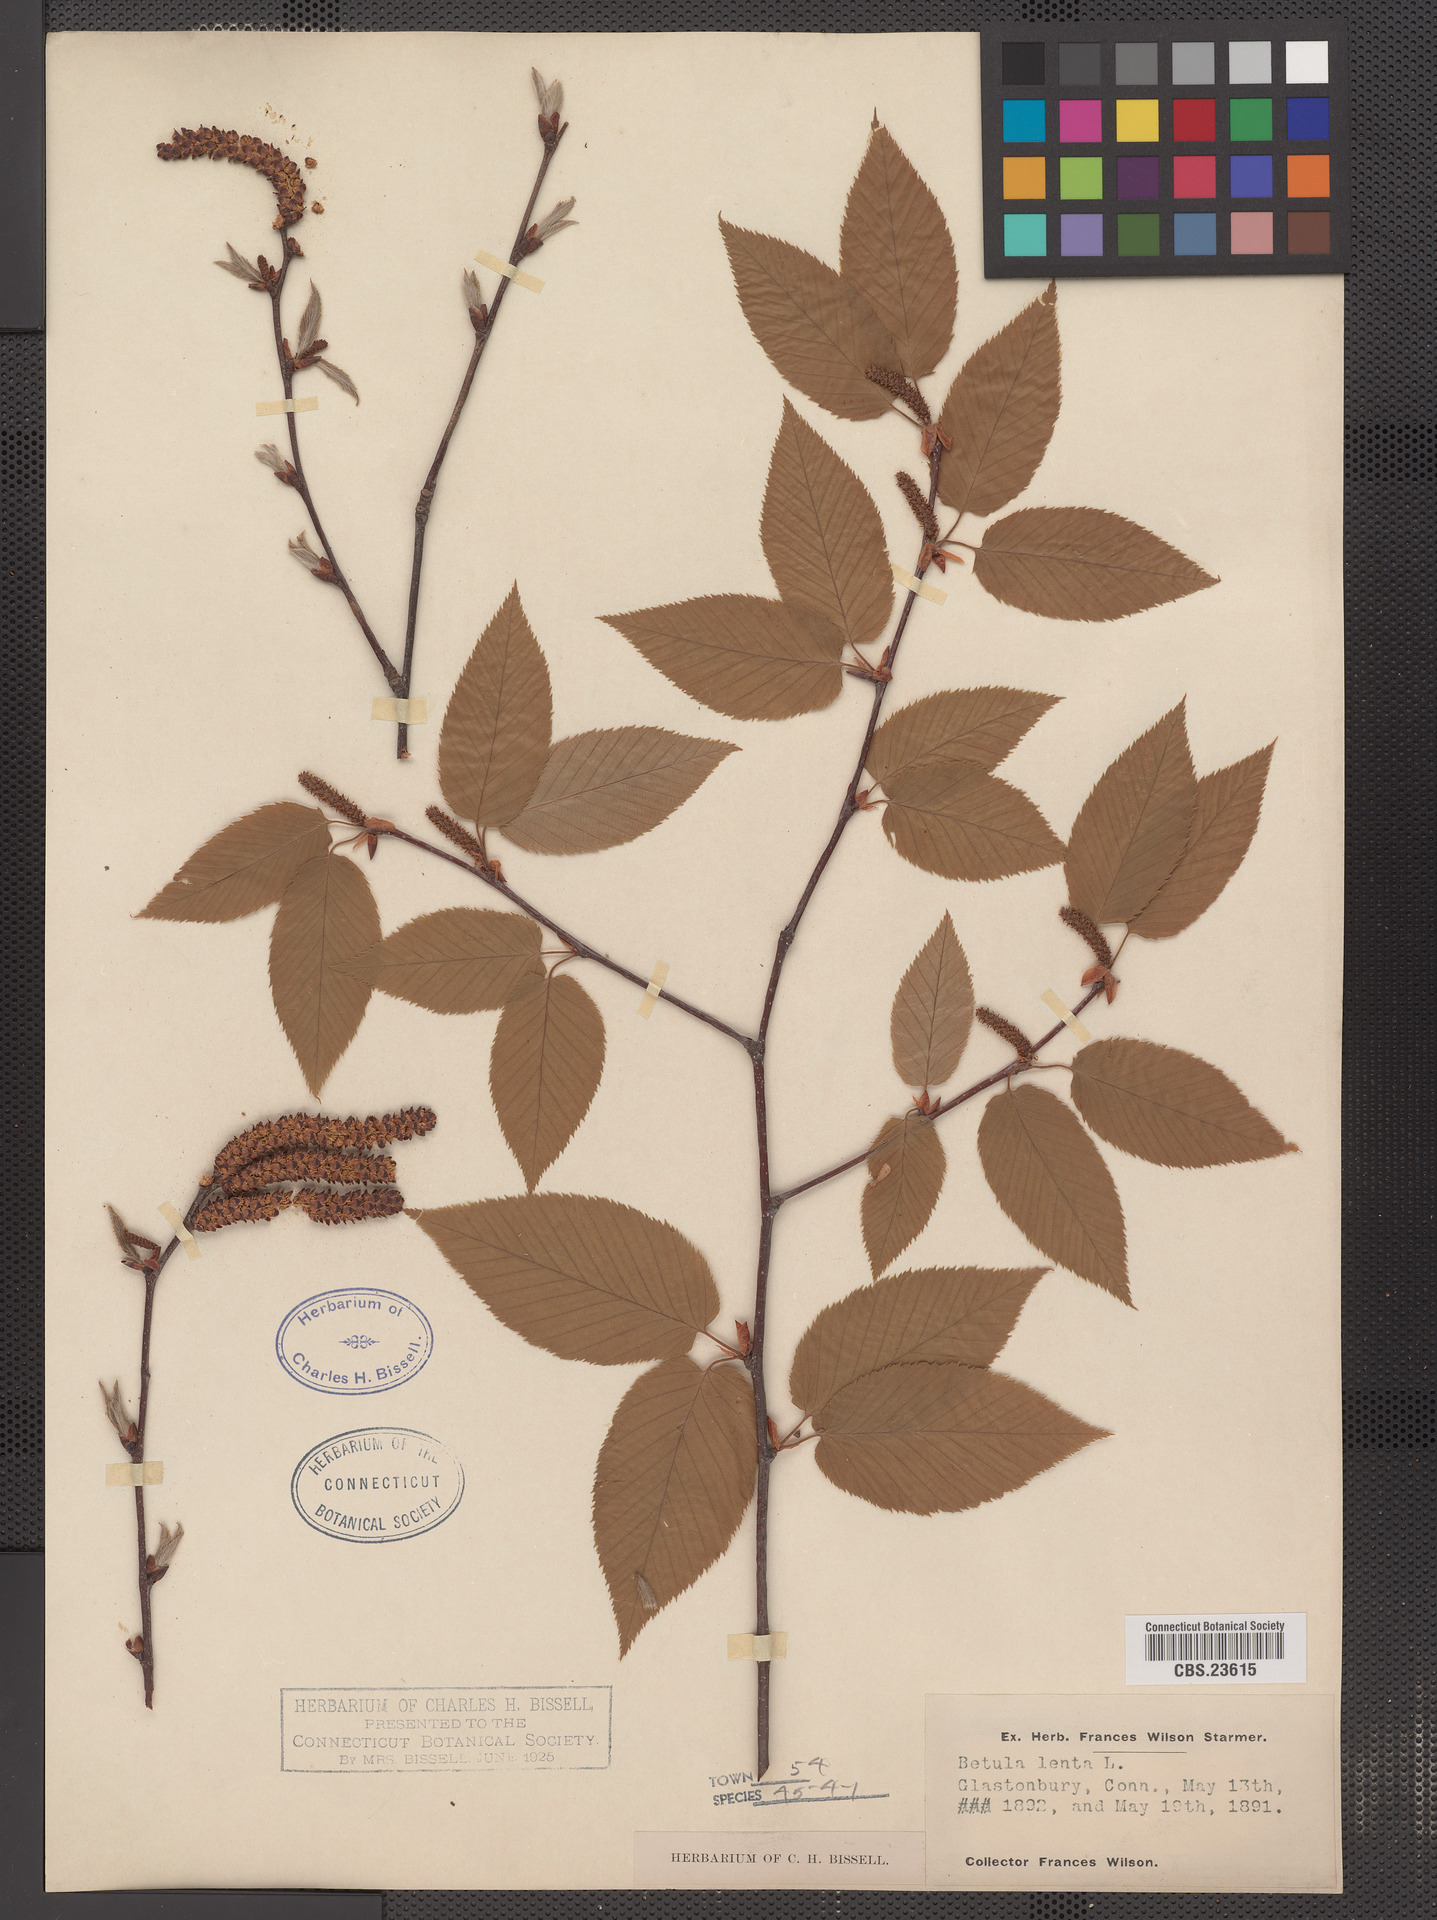 Herbarium of
Charles H. Bissell.
HERBARIUM OF THE
CONNECTICUT
BOTANICAL SOCIETY
HERBARIUM OF CHARLES H. BISSELL,
PRESENTED TO THE
CONNECTICUT BOTANICAL SOCIETY.
BY MRS. BISSELL, JUNE 1925
TOWN 54
SPECIES 45-4-1
HERBARIUM OF C. H. BISSELL.
Connecticut Botanical Society
CBS.23615
Ex. Herb. Frances Wilson Starmer.
Betula lenta L.
Glastonbury, Conn., May 13th,
### 1892, and May 19th, 1891.
Collector Frances Wilson.